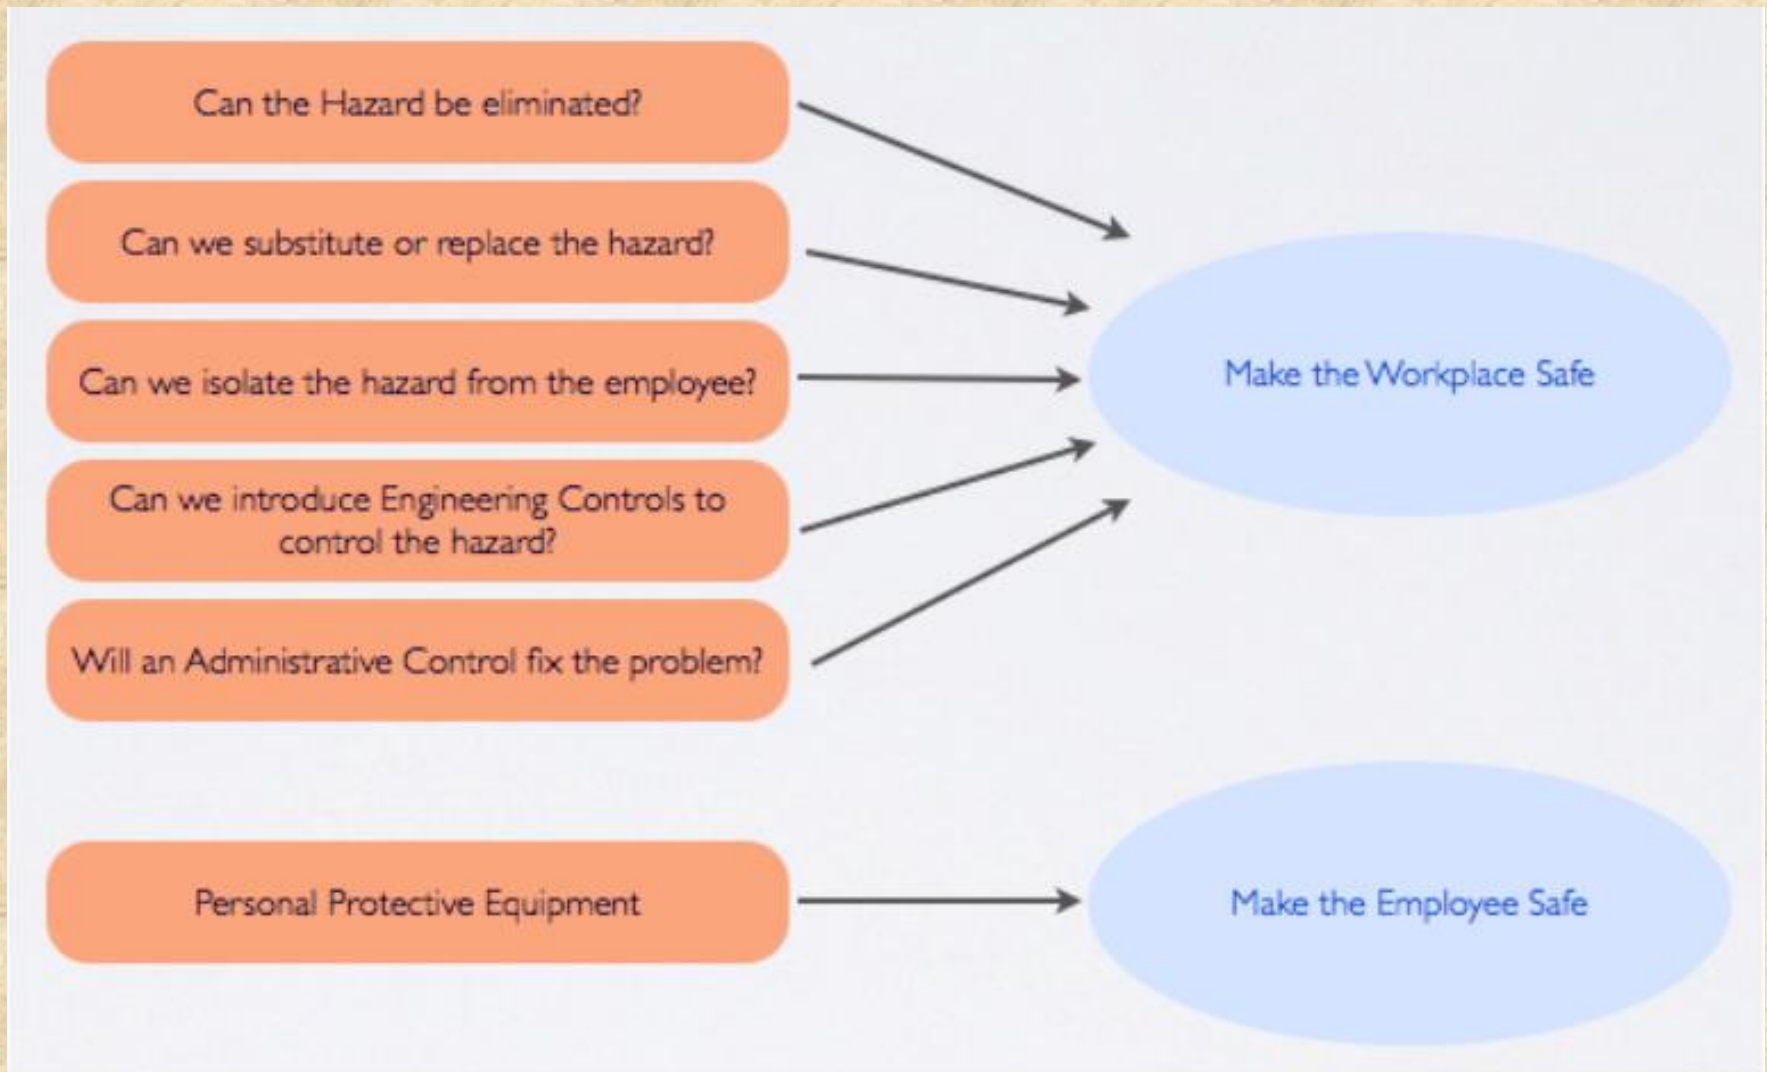 Can the Hazard be eliminated?
Can we substitute or replace the hazard?
Can we isolate the hazard from the employee?
Can we introduce Engineering Controls to
control the hazard?
Will an Administrative Control fix the problem?
Make the Workplace Safe
Personal Protective Equipment
Make the Employee Safe